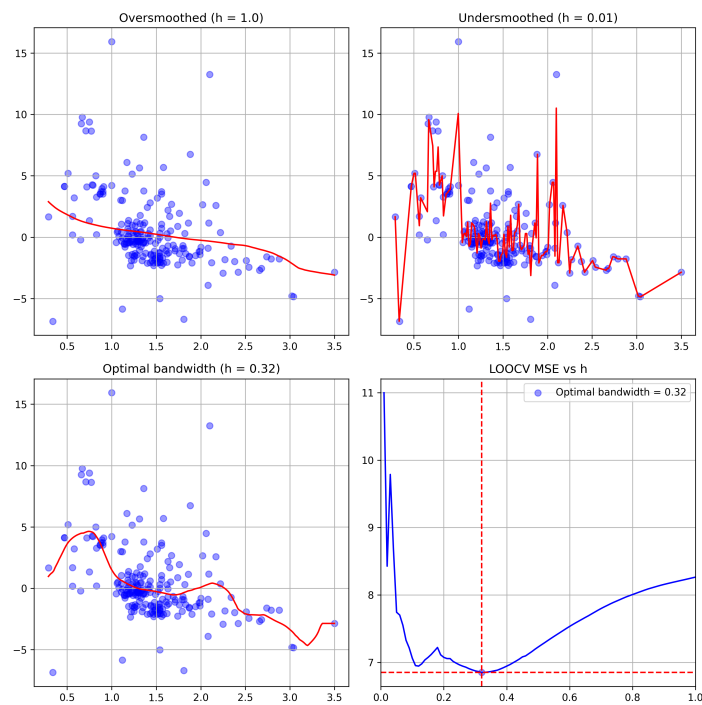 Oversmoothed (h = 1.0)
15
10
5
0
−5
0.5 1.0 1.5 2.0 2.5 3.0 3.5
Undersmoothed (h = 0.01)
15
10
5
0
−5
0.5 1.0 1.5 2.0 2.5 3.0 3.5
Optimal bandwidth (h = 0.32)
15
10
5
0
−5
0.5 1.0 1.5 2.0 2.5 3.0 3.5
LOOCV MSE vs h
Optimal bandwidth = 0.32
11
10
9
8
7
0.0 0.2 0.4 0.6 0.8 1.0